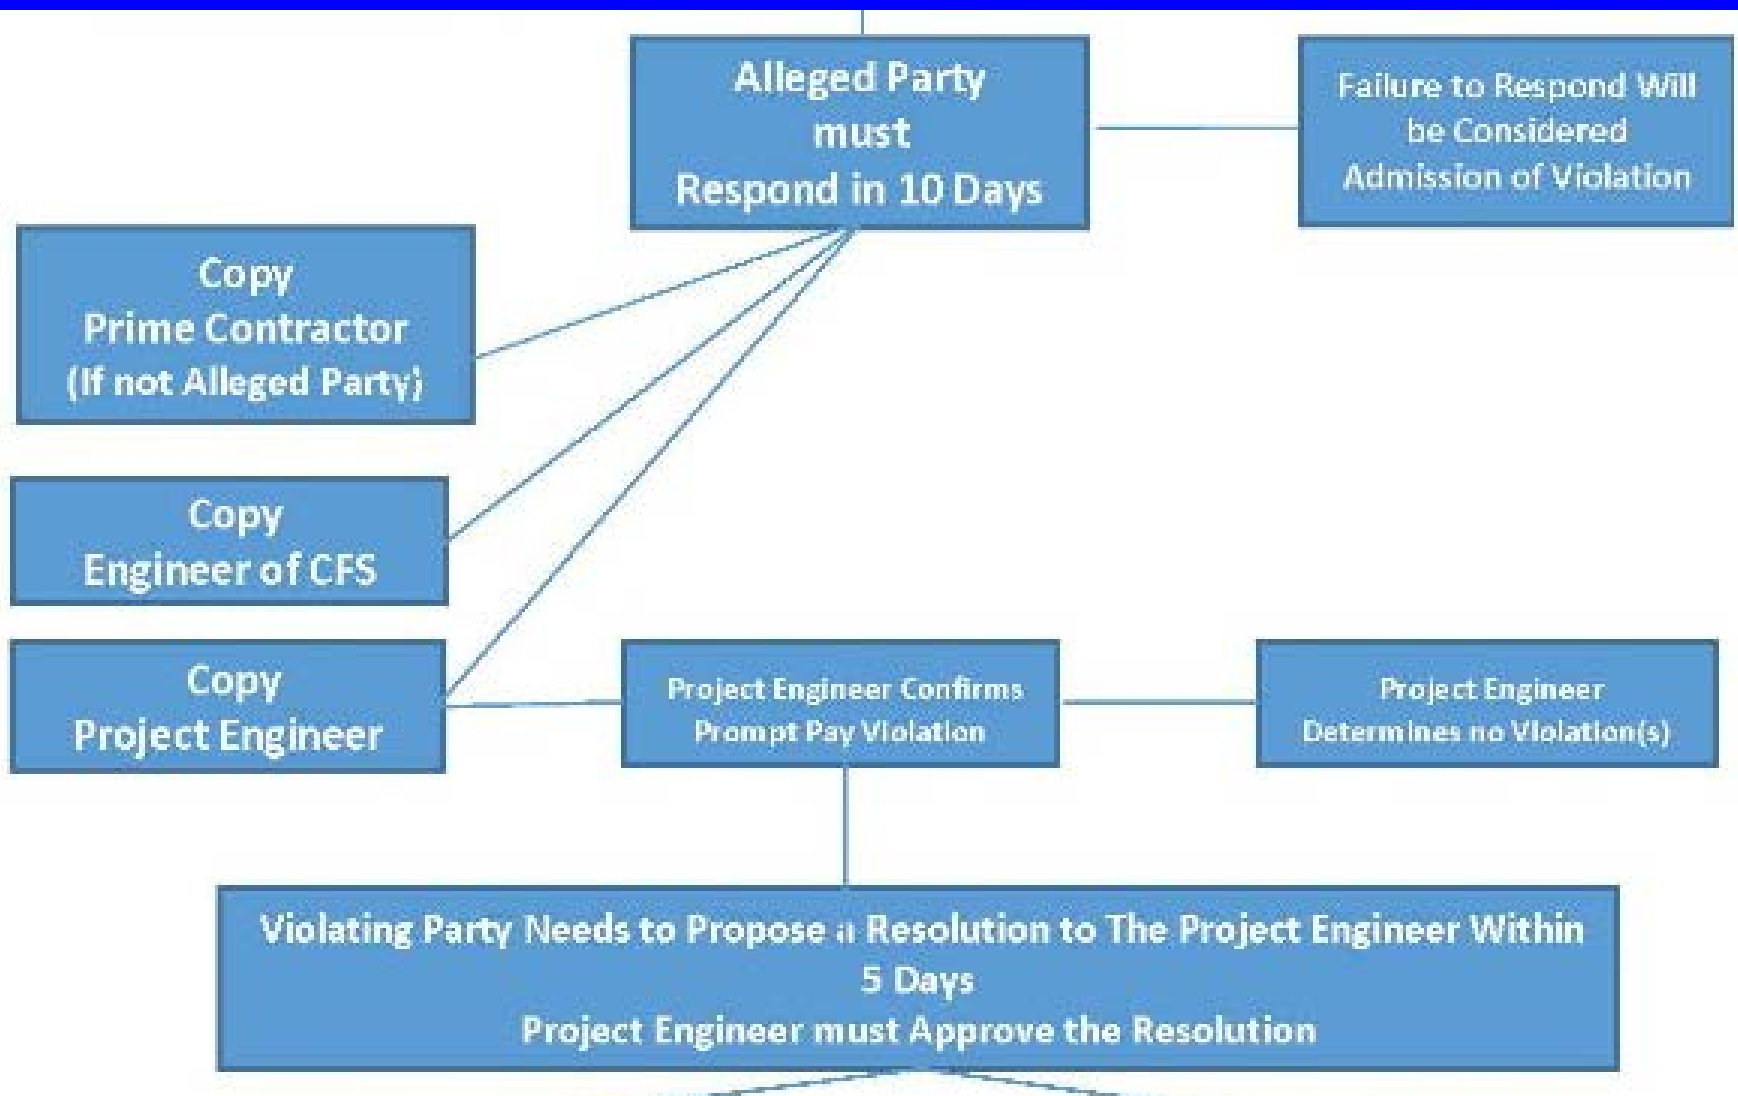 Alleged Party
must
Respond in 10 Days
Failure to Respond Will
be Considered
Admission of Violation
Copy
Prime Contractor
(If not Alleged Party)
Copy
Engineer of CFS
Copy
Project Engineer
Project Engineer Confirms
Prompt Pay Violation
Project Engineer
Determines no Violation(s)
Violating Party Needs to Propose a Resolution to The Project Engineer Within
5 Days
Project Engineer must Approve the Resolution